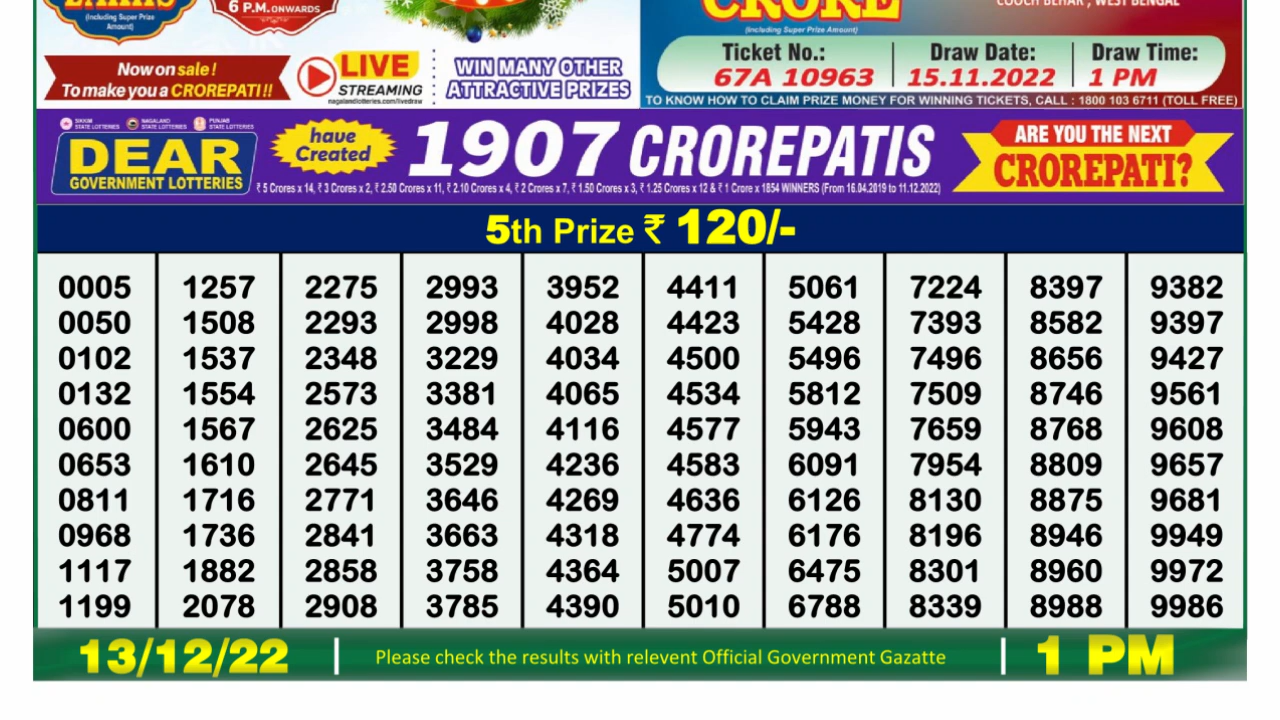 (Including Super Prize
Amount)
6 P.M. ONWARDS
Now on sale !
To make you a CROREPATI !!
LIVE
STREAMING
nagalandlotteries.com/livedraw
WIN MANY OTHER
ATTRACTIVE PRIZES
CRORE
(Including Super Prize Amount)
COOCH BEHAR , WEST BENGAL
Ticket No.: Draw Date: Draw Time:
67A 10963 15.11.2022 1 PM
TO KNOW HOW TO CLAIM PRIZE MONEY FOR WINNING TICKETS, CALL : 1800 103 6711 (TOLL FREE)
SIKKIM STATE LOTTERIES NAGALAND STATE LOTTERIES PUNJAB STATE LOTTERIES
DEAR
GOVERNMENT LOTTERIES
have
Created
1907 CROREPATIS
₹ 5 Crores x 14, ₹ 3 Crores x 2, ₹ 2.50 Crores x 11, ₹ 2.10 Crores x 4, ₹ 2 Crores x 7, ₹ 1.50 Crores x 3, ₹ 1.25 Crores x 12 & ₹ 1 Crore x 1854 WINNERS (From 16.04.2019 to 11.12.2022)
ARE YOU THE NEXT
CROREPATI?
5th Prize ₹ 120/-
0005 1257 2275 2993 3952 4411 5061 7224 8397 9382
0050 1508 2293 2998 4028 4423 5428 7393 8582 9397
0102 1537 2348 3229 4034 4500 5496 7496 8656 9427
0132 1554 2573 3381 4065 4534 5812 7509 8746 9561
0600 1567 2625 3484 4116 4577 5943 7659 8768 9608
0653 1610 2645 3529 4236 4583 6091 7954 8809 9657
0811 1716 2771 3646 4269 4636 6126 8130 8875 9681
0968 1736 2841 3663 4318 4774 6176 8196 8946 9949
1117 1882 2858 3758 4364 5007 6475 8301 8960 9972
1199 2078 2908 3785 4390 5010 6788 8339 8988 9986
13/12/22 Please check the results with relevent Official Government Gazatte 1 PM